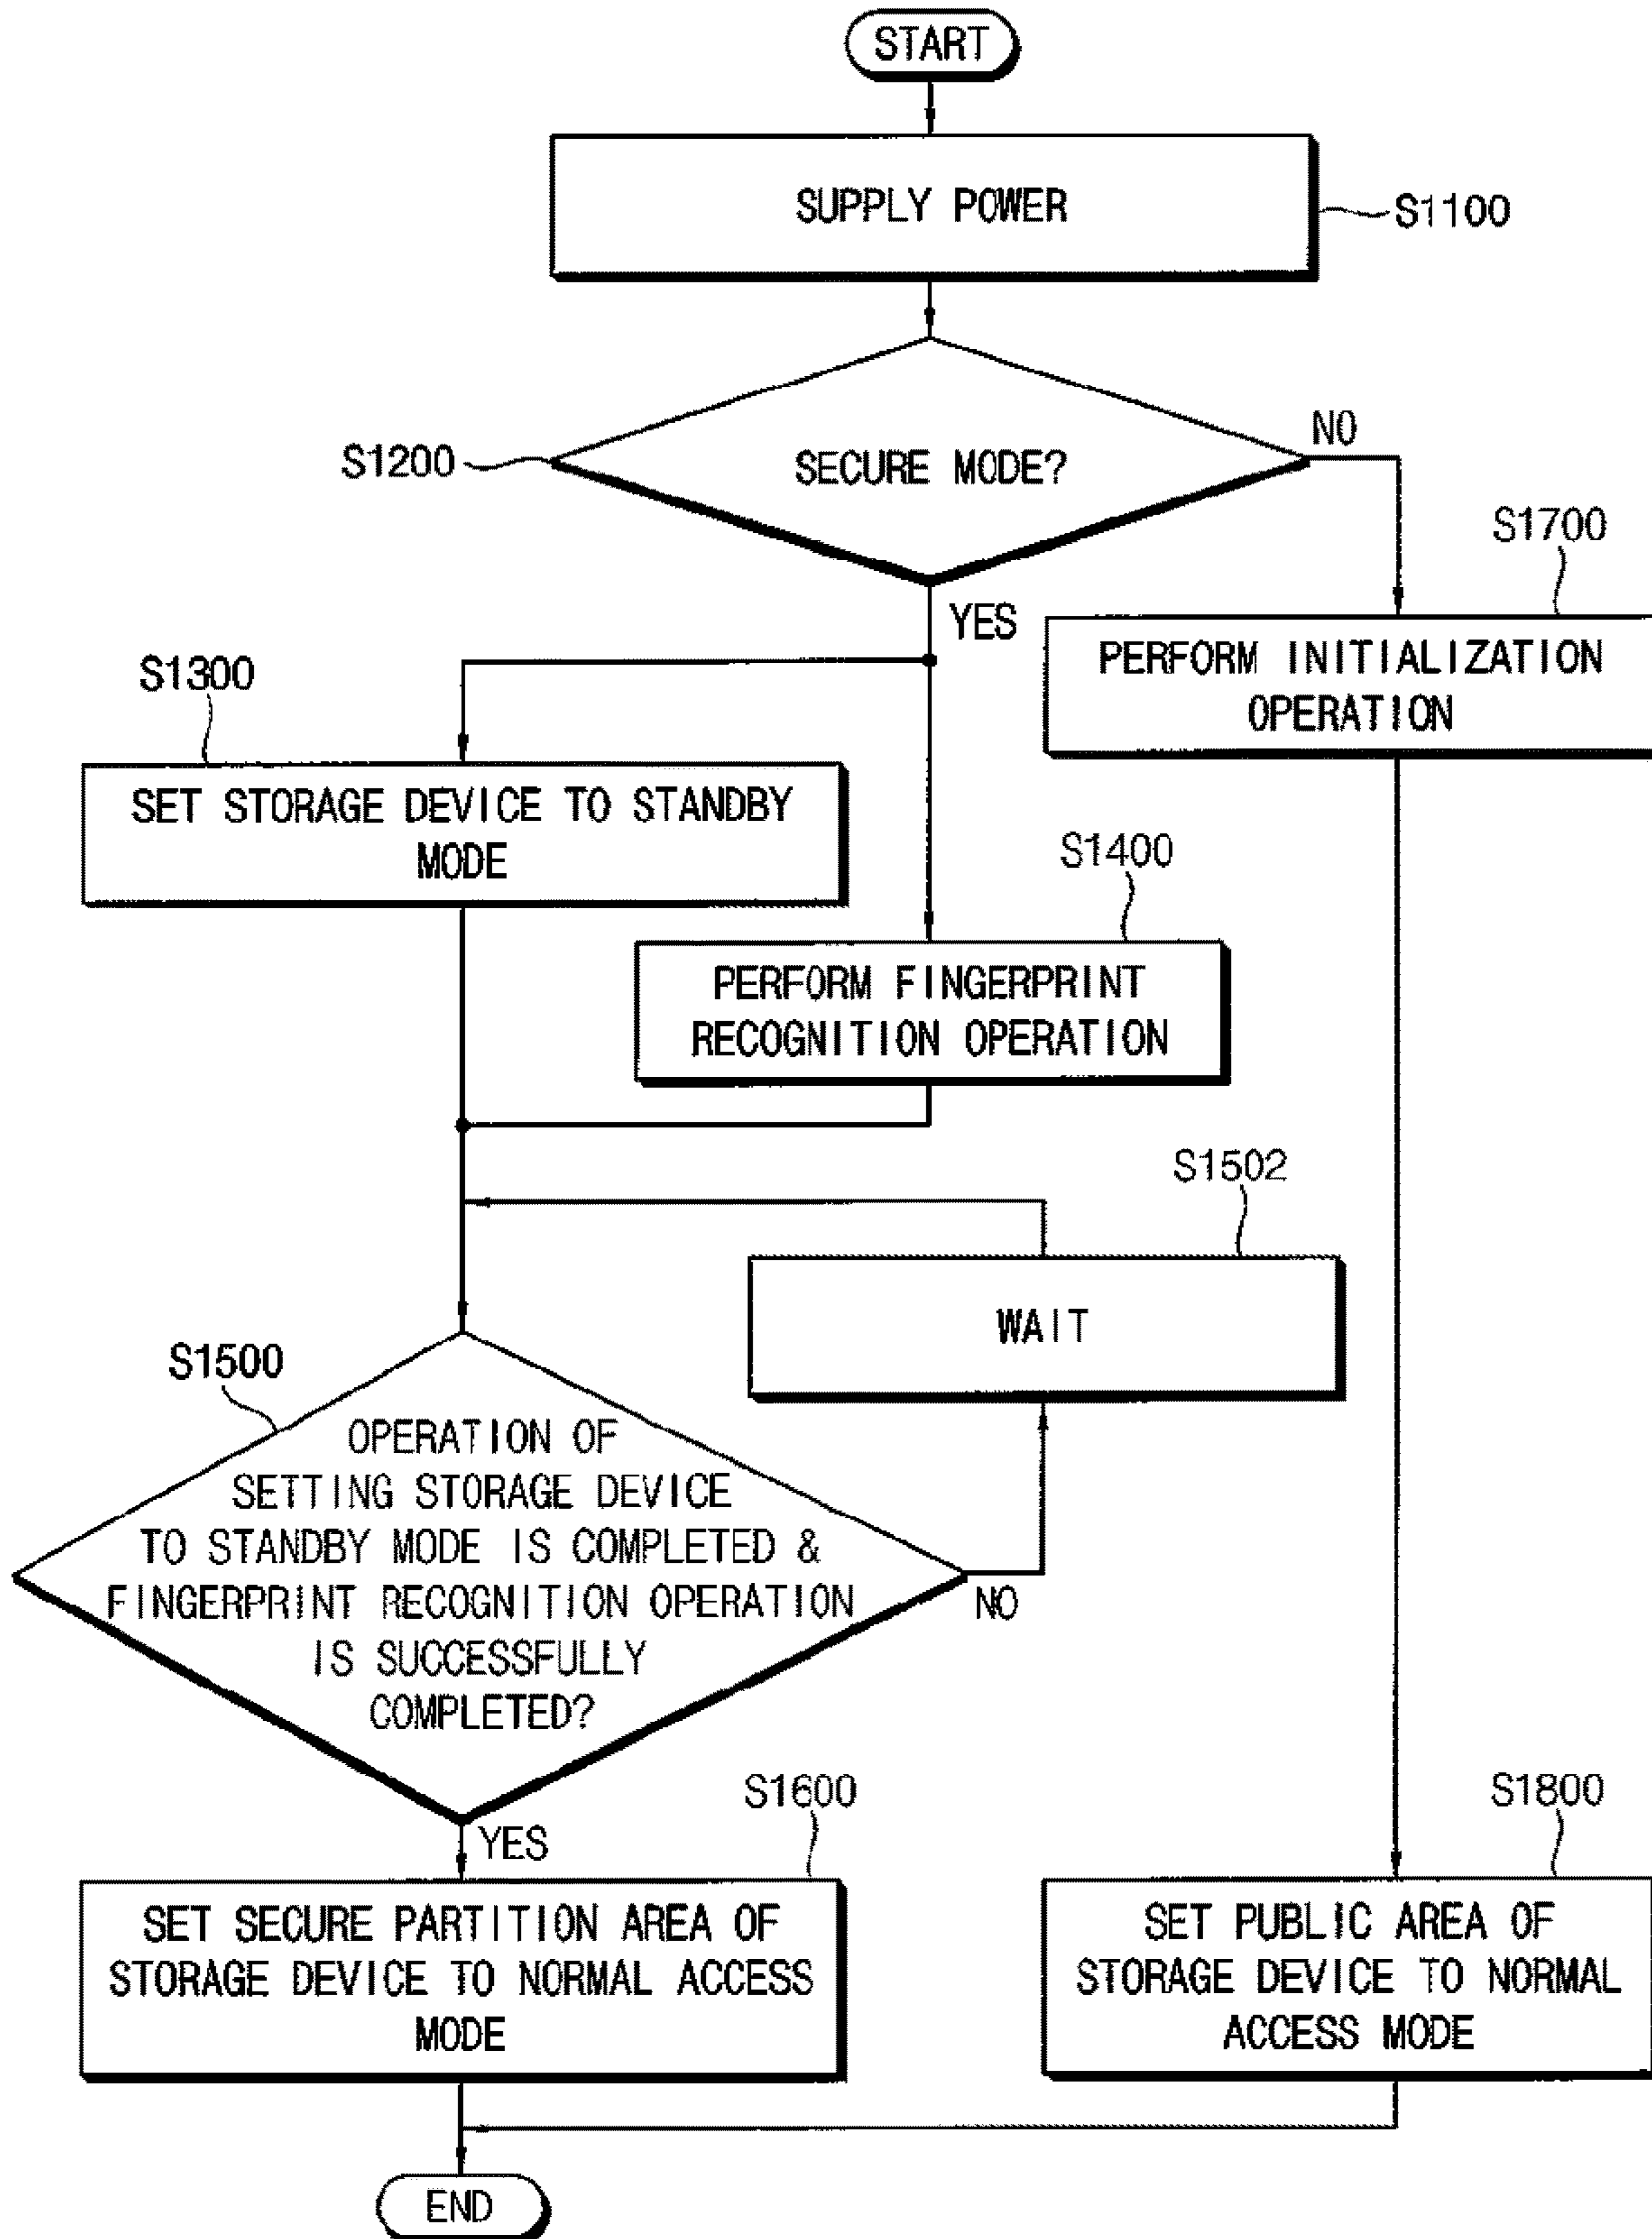 START
SUPPLY POWER
S1100
S1200
SECURE MODE?
NO
YES
S1700
PERFORM INITIALIZATION
OPERATION
S1300
SET STORAGE DEVICE TO STANDBY
MODE
S1400
PERFORM FINGERPRINT
RECOGNITION OPERATION
S1502
WAIT
S1500
OPERATION OF
SETTING STORAGE DEVICE
TO STANDBY MODE IS COMPLETED &
FINGERPRINT RECOGNITION OPERATION
IS SUCCESSFULLY
COMPLETED?
NO
YES
S1600
SET SECURE PARTITION AREA OF
STORAGE DEVICE TO NORMAL ACCESS
MODE
S1800
SET PUBLIC AREA OF
STORAGE DEVICE TO NORMAL
ACCESS MODE
END